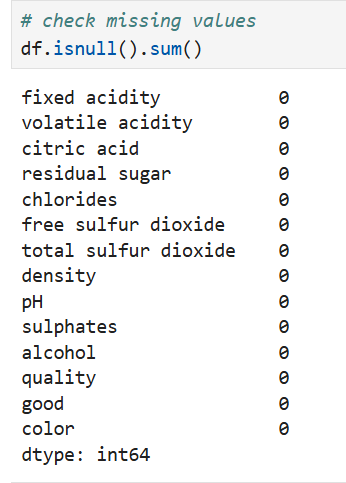 # check missing values
df.isnull().sum()
fixed acidity 0
volatile acidity 0
citric acid 0
residual sugar 0
chlorides 0
free sulfur dioxide 0
total sulfur dioxide 0
density 0
pH 0
sulphates 0
alcohol 0
quality 0
good 0
color 0
dtype: int64